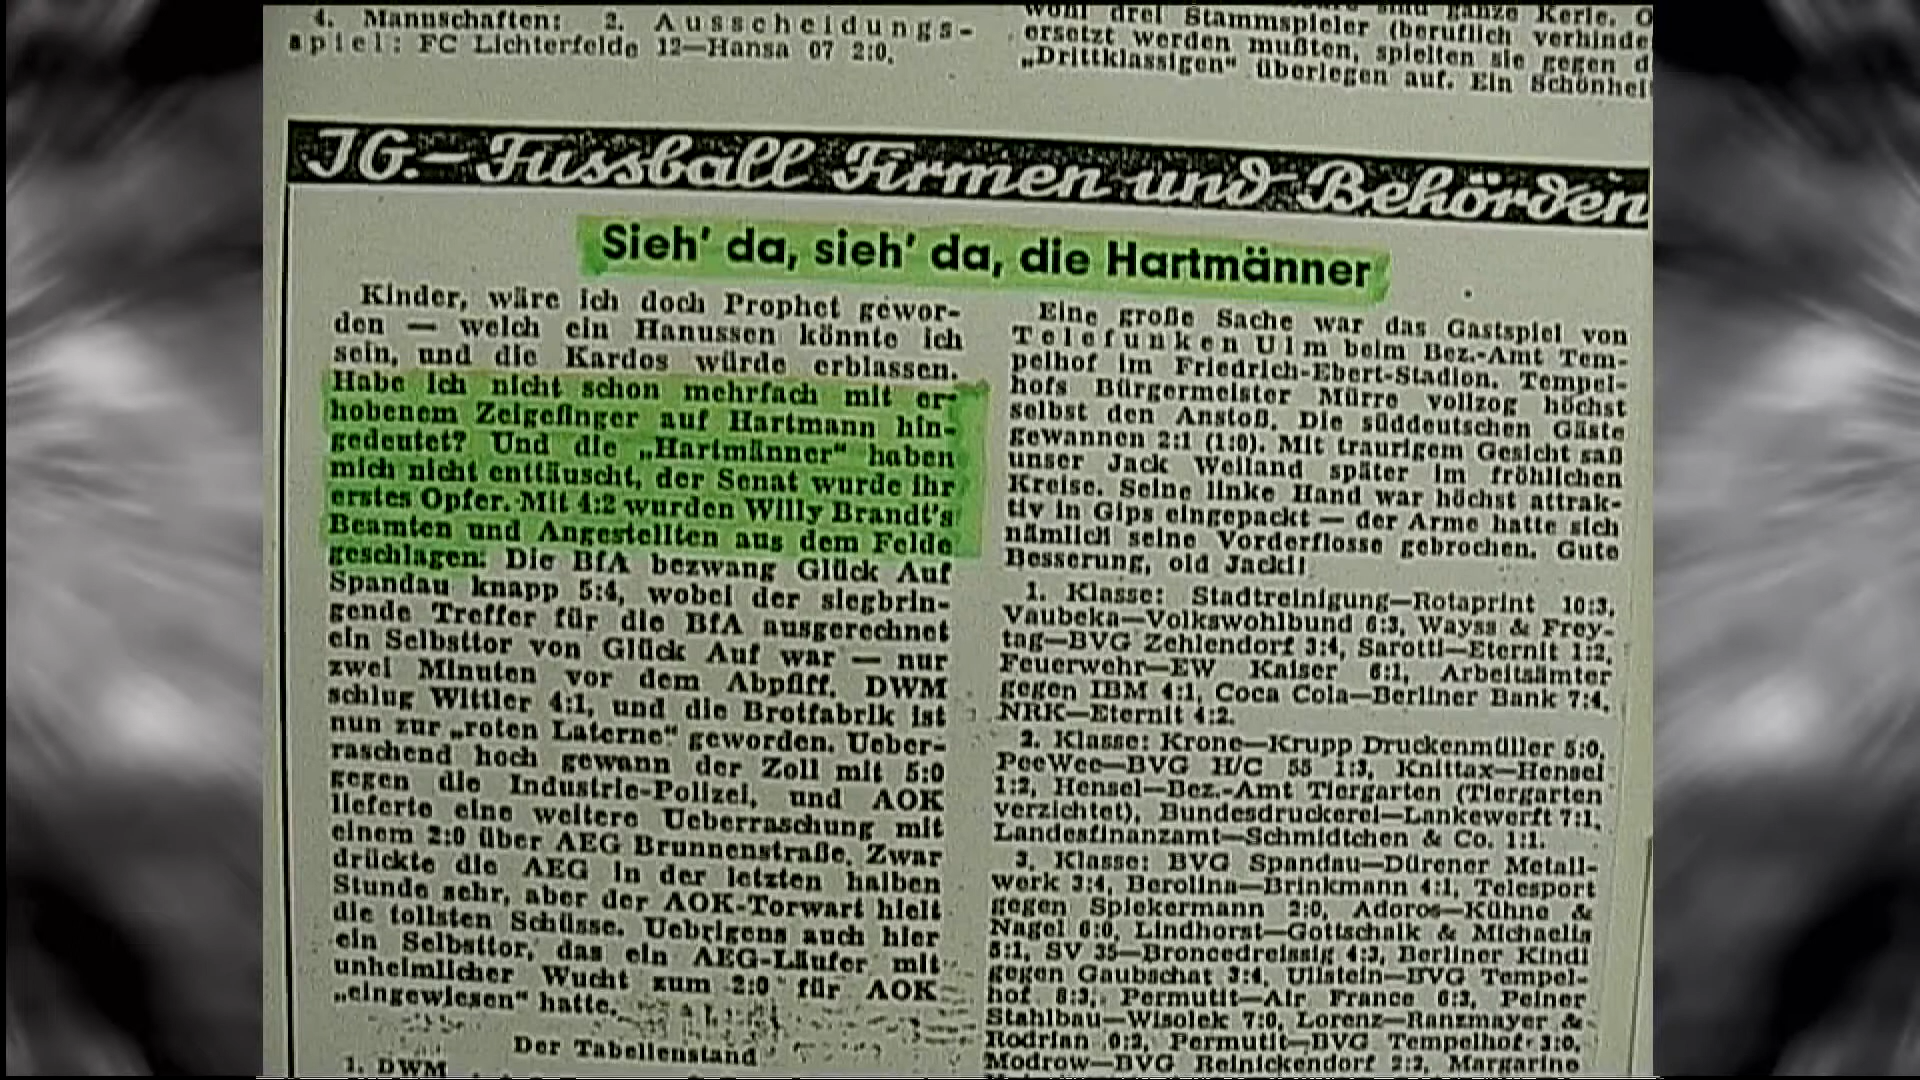 4. Mannschaften: 2. Ausscheidungs-
spiel: FC Lichterfelde 12—Hansa 07 2:0.
wohl drei Stammspieler (beruflich verhinde
ersetzt werden mußten, spielten sie gegen d
„Drittklassigen“ überlegen auf. Ein Schönhei
IG.-Fussball Firmen und Behörden
Sieh' da, sieh' da, die Hartmänner
Kinder, wäre ich doch Prophet gewor-
den — welch ein Hanussen könnte ich
sein, und die Kardos würde erblassen.
Habe ich nicht schon mehrfach mit er-
hobenem Zeigefinger auf Hartmann hin-
gedeutet? Und die „Hartmänner“ haben
mich nicht enttäuscht, der Senat wurde ihr
erstes Opfer. Mit 4:2 wurden Willy Brandt's
Beamten und Angestellten aus dem Felde
geschlagen. Die BfA bezwang Glück Auf
Spandau knapp 5:4, wobei der siegbrin-
gende Treffer für die BfA ausgerechnet
ein Selbsttor von Glück Auf war — nur
zwei Minuten vor dem Abpfiff. DWM
schlug Wittler 4:1, und die Brotfabrik ist
nun zur „roten Laterne“ geworden. Ueber-
raschend hoch gewann der Zoll mit 5:0
gegen die Industrie-Polizei, und AOK
lieferte eine weitere Ueberraschung mit
einem 2:0 über AEG Brunnenstraße. Zwar
drückte die AEG in der letzten halben
Stunde sehr, aber der AOK-Torwart hielt
die tollsten Schüsse. Uebrigens auch hier
ein Selbsttor, das ein AEG-Läufer mit
unheimlicher Wucht zum 2:0 für AOK
„eingewiesen“ hatte.
Der Tabellenstand
1. DWM
Eine große Sache war das Gastspiel von
Telefunken Ulm beim Bez.-Amt Tem-
pelhof im Friedrich-Ebert-Stadion. Tempel-
hofs Bürgermeister Mürre vollzog höchst
selbst den Anstoß. Die süddeutschen Gäste
gewannen 2:1 (1:0). Mit traurigem Gesicht saß
unser Jack Weiland später im fröhlichen
Kreise. Seine linke Hand war höchst attrak-
tiv in Gips eingepackt — der Arme hatte sich
nämlich seine Vorderflosse gebrochen. Gute
Besserung, old Jacki!
1. Klasse: Stadtreinigung—Rotaprint 10:3,
Vaubeka—Volkswohlbund 6:3, Wayss & Frey-
tag—BVG Zehlendorf 3:4, Sarotti—Eternit 1:2,
Feuerwehr—EW Kaiser 6:1, Arbeitsämter
gegen IBM 4:1, Coca Cola—Berliner Bank 7:4,
NRK—Eternit 4:2.
2. Klasse: Krone—Krupp Druckenmüller 5:0,
PeeWee—BVG H/C 55 1:3, Knittax—Hensel
1:2, Hensel—Bez.-Amt Tiergarten (Tiergarten
verzichtet), Bundesdruckerei—Lankewerft 7:1,
Landesfinanzamt—Schmidtchen & Co. 1:1.
3. Klasse: BVG Spandau—Dürener Metall-
werk 3:4, Berolina—Brinkmann 4:1, Telesport
gegen Spiekermann 2:0, Adoros—Kühne &
Nagel 6:0, Lindhorst—Gottschalk & Michaelis
5:1, SV 35—Broncedreissig 4:3, Berliner Kindl
gegen Gaubschat 3:4, Ullstein—BVG Tempel-
hof 8:3, Permutit—Air France 6:3, Peiner
Stahlbau—Wisolek 7:0, Lorenz—Ranzmayer &
Rodrian 0:3, Permutit—BVG Tempelhof 3:0,
Modrow—BVG Reinickendorf 2:2, Margarine